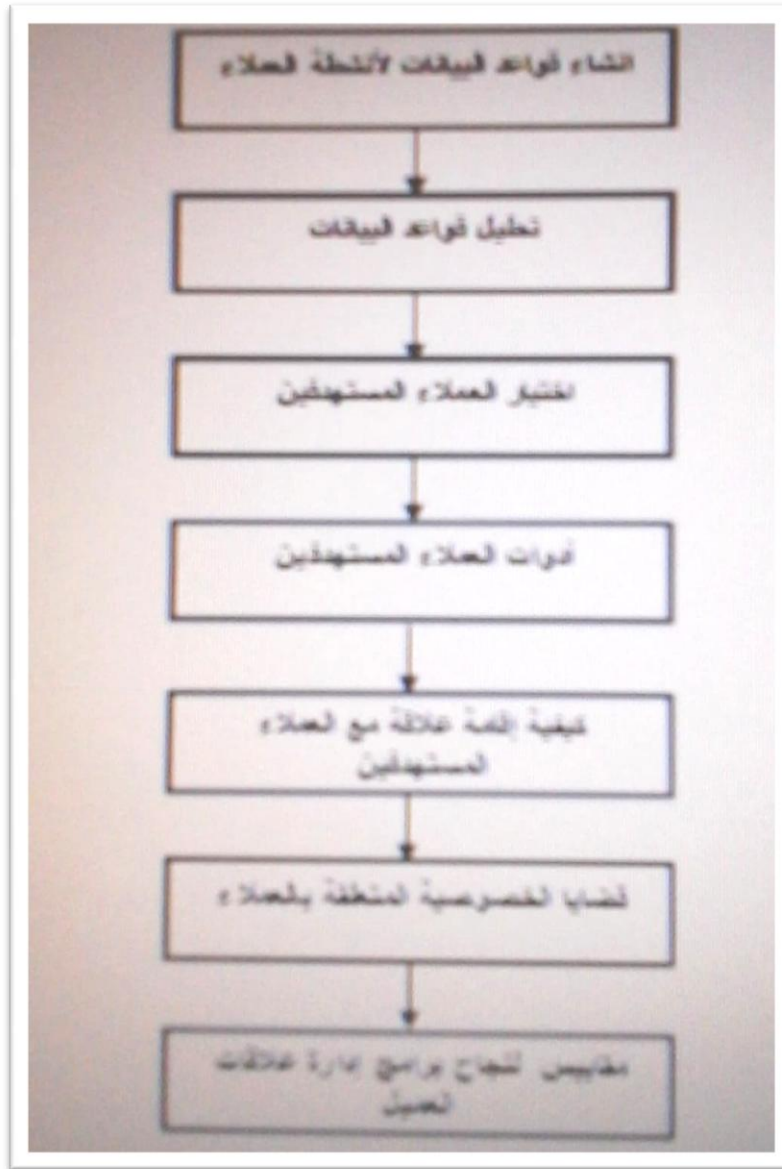 انشاء قواعد البيانات لأنشطة العملاء
تحليل قواعد البيانات
اختيار العملاء المستهدفين
أدوات العملاء المستهدفين
كيفية إقامة علاقة مع العملاء
المستهدفين
قضايا الخصوصية المتعلقة بالعملاء
مقاييس لنجاح برامج إدارة علاقات
العميل